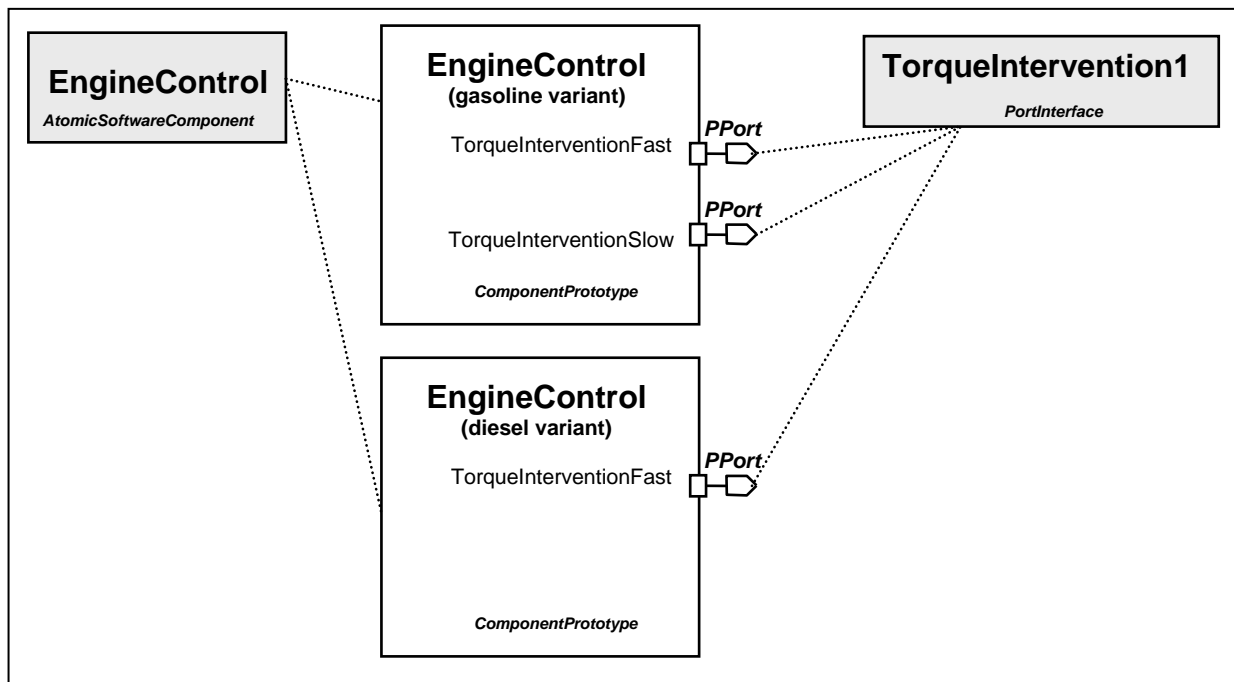 EngineControl
AtomicSoftwareComponent
EngineControl
(gasoline variant)
TorqueInterventionFast
PPort
TorqueInterventionSlow
PPort
ComponentPrototype
TorqueIntervention1
PortInterface
EngineControl
(diesel variant)
TorqueInterventionFast
PPort
ComponentPrototype